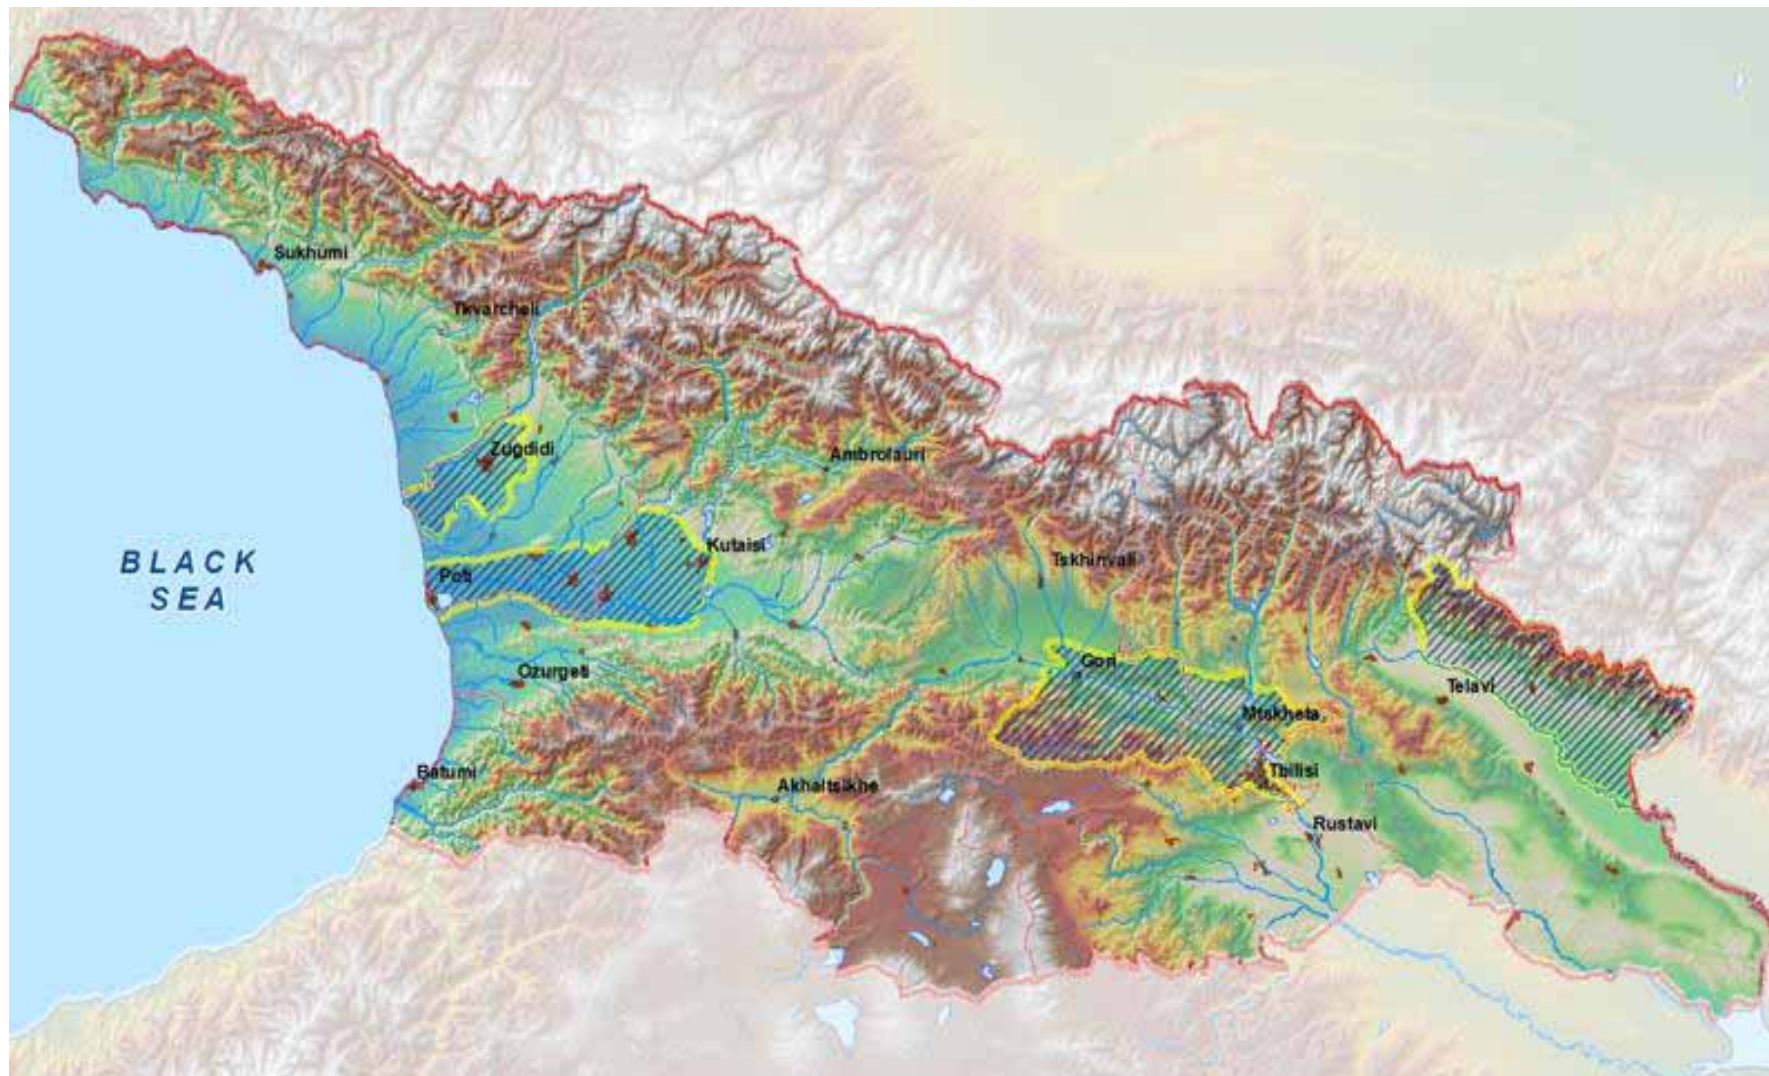 Sukhumi
Tkvarcheli
Zugdidi
Ambrolauri
Kutaisi
Tskhinvali
BLACK
SEA
Poti
Gori
Ozurgeti
Telavi
Mtskheta
Batumi
Tbilisi
Akhaltsikhe
Rustavi